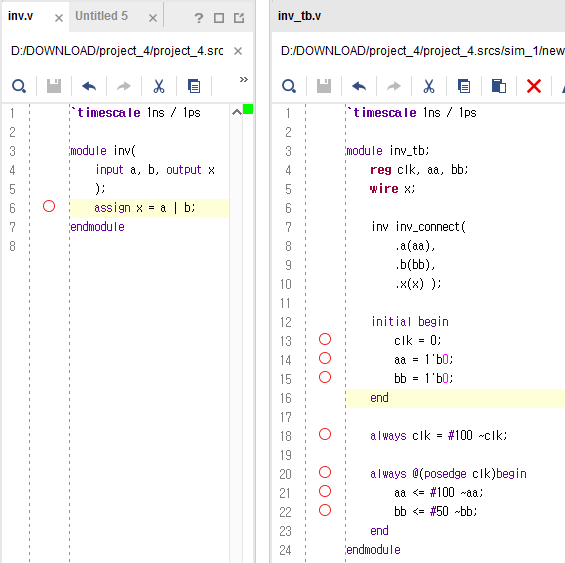 inv.v
Untitled 5
D:/DOWNLOAD/project_4/project_4.src
1 `timescale 1ns / 1ps
2
3 module inv(
4 input a, b, output x
5 );
6 assign x = a | b;
7 endmodule
8
inv_tb.v
D:/DOWNLOAD/project_4/project_4.srcs/sim_1/new
1 `timescale 1ns / 1ps
2
3 module inv_tb;
4 reg clk, aa, bb;
5 wire x;
6
7 inv inv_connect(
8 .a(aa),
9 .b(bb),
10 .x(x) );
11
12 initial begin
13 clk = 0;
14 aa = 1'b0;
15 bb = 1'b0;
16 end
17
18 always clk = #100 ~clk;
19
20 always @(posedge clk)begin
21 aa <= #100 ~aa;
22 bb <= #50 ~bb;
23 end
24 endmodule